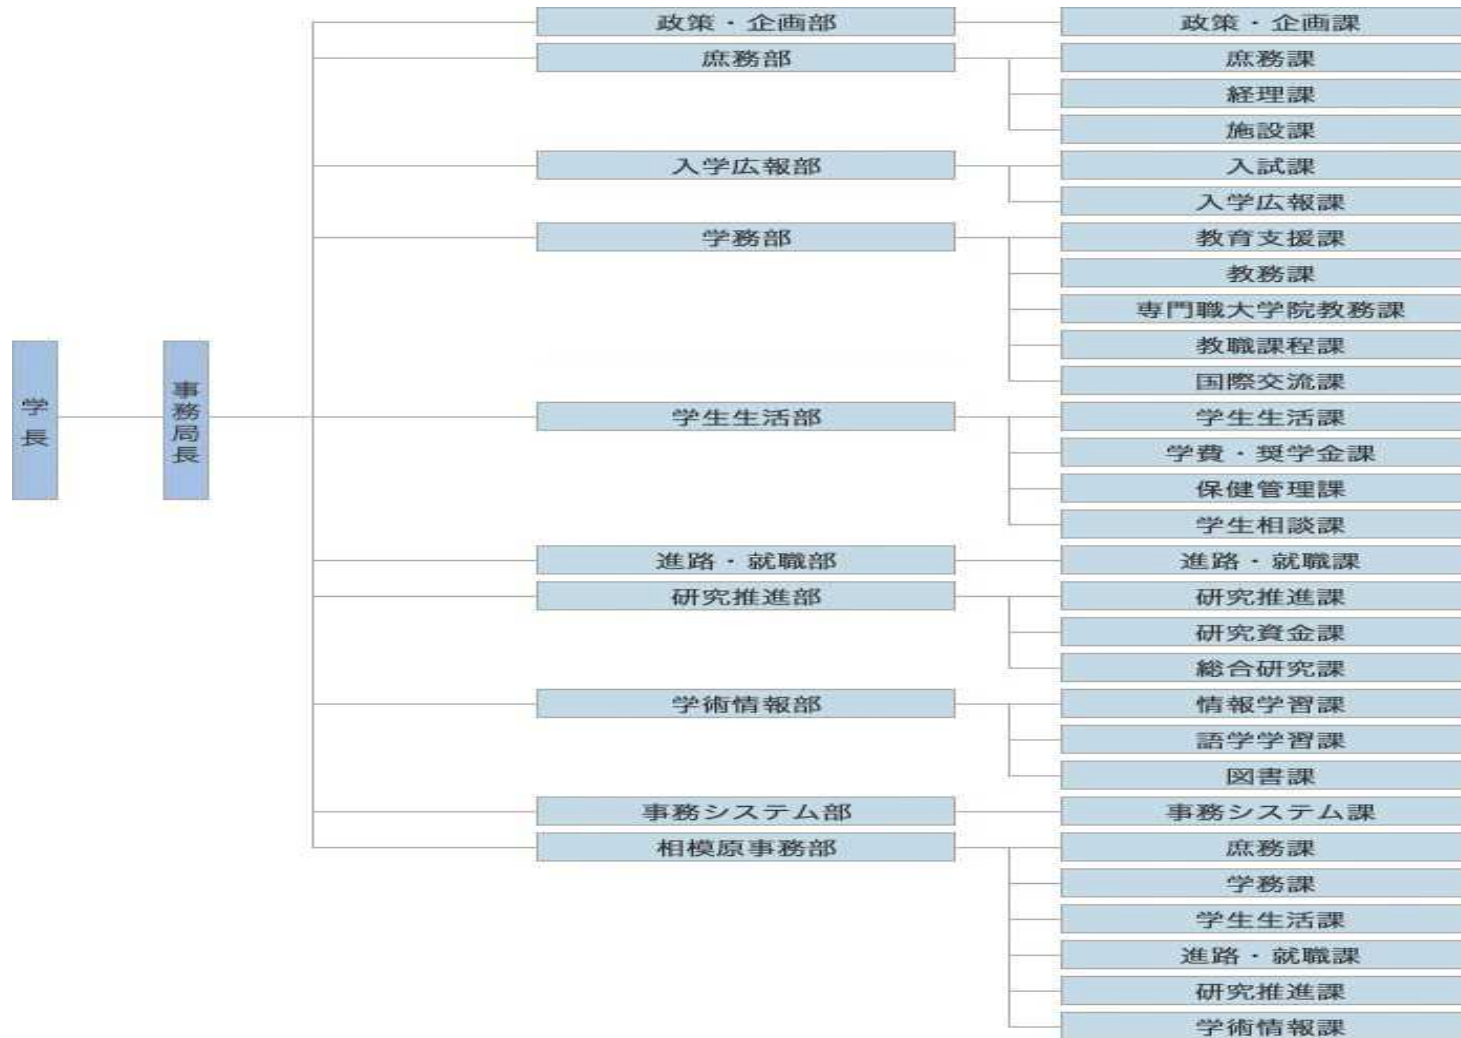 学長
事務局長
政策・企画部
政策・企画課
庶務部
庶務課
経理課
施設課
入学広報部
入試課
入学広報課
学務部
教育支援課
教務課
専門職大学院教務課
教職課程課
国際交流課
学生生活部
学生生活課
学費・奨学金課
保健管理課
学生相談課
進路・就職部
進路・就職課
研究推進部
研究推進課
研究資金課
総合研究課
学術情報部
情報学習課
語学学習課
図書課
事務システム部
事務システム課
相模原事務部
庶務課
学務課
学生生活課
進路・就職課
研究推進課
学術情報課